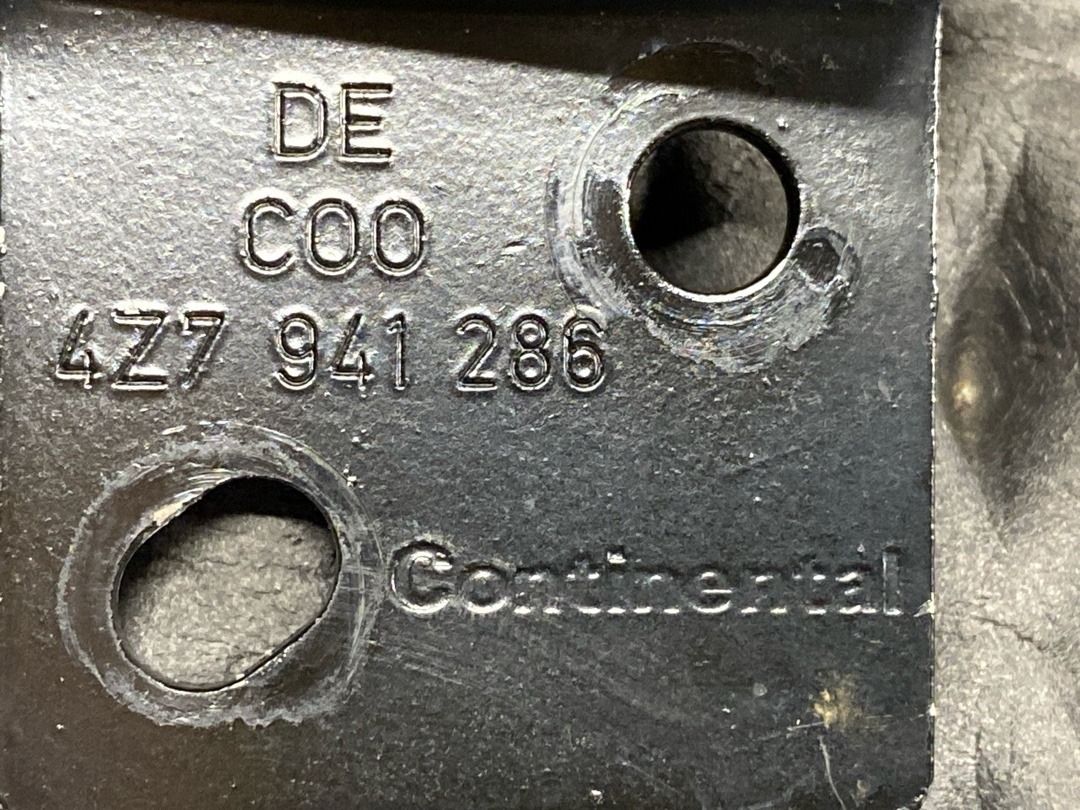 DE
COO
4Z7 941 286
Continental